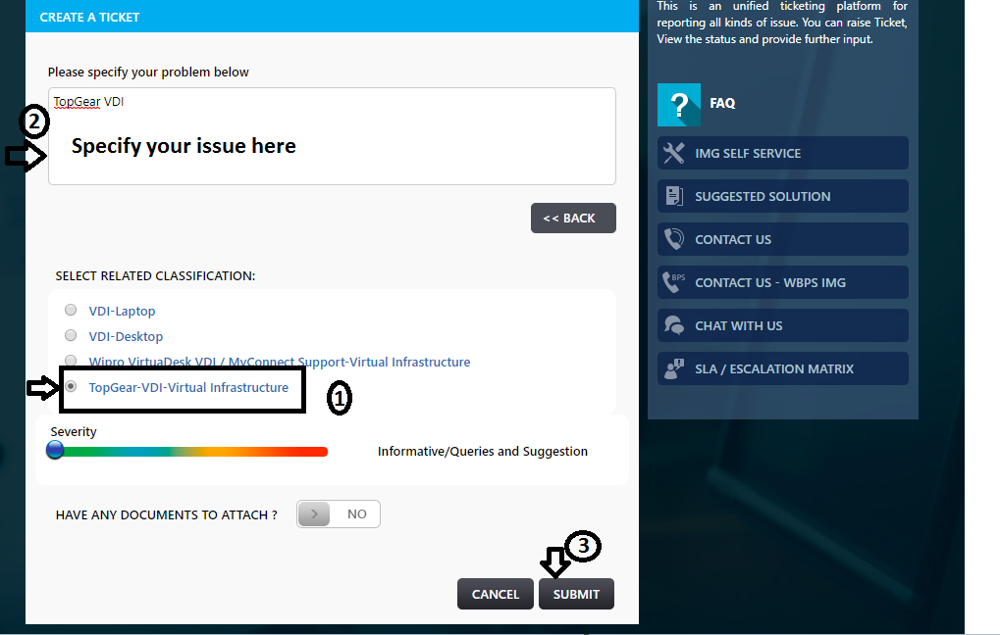 CREATE A TICKET
Please specify your problem below
TopGear VDI
2
Specify your issue here
<< BACK
SELECT RELATED CLASSIFICATION:
VDI-Laptop
VDI-Desktop
Wipro VirtuaDesk VDI / MyConnect Support-Virtual Infrastructure
TopGear-VDI-Virtual Infrastructure
1
Severity
Informative/Queries and Suggestion
HAVE ANY DOCUMENTS TO ATTACH ?
> NO
3
CANCEL
SUBMIT
This is an unified ticketing platform for
reporting all kinds of issue. You can raise Ticket,
View the status and provide further input.
?
FAQ
IMG SELF SERVICE
SUGGESTED SOLUTION
CONTACT US
BPS
CONTACT US - WBPS IMG
CHAT WITH US
SLA / ESCALATION MATRIX